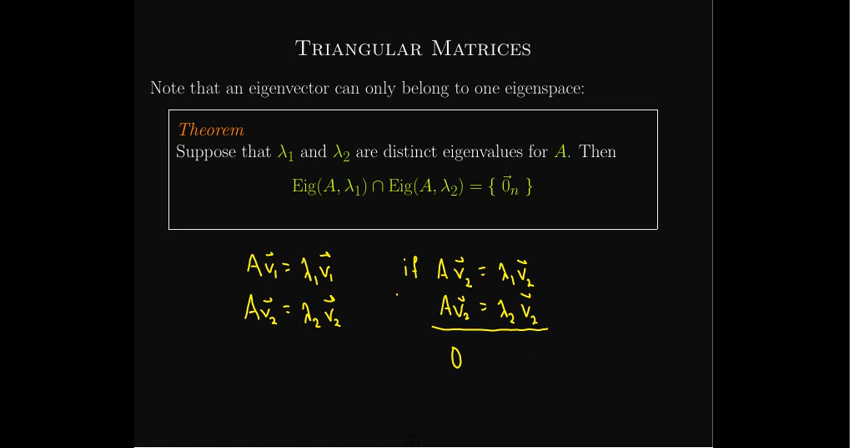 TRIANGULAR MATRICES
Note that an eigenvector can only belong to one eigenspace:
Theorem
Suppose that λ₁ and λ₂ are distinct eigenvalues for A. Then
Eig(A, λ₁) ∩ Eig(A, λ₂) = { 0⃗ₙ }
Av⃗₁ = λ₁v⃗₁
Av⃗₂ = λ₂v⃗₂
if Av⃗₂ = λ₁v⃗₂
Av⃗₂ = λ₂v⃗₂
0